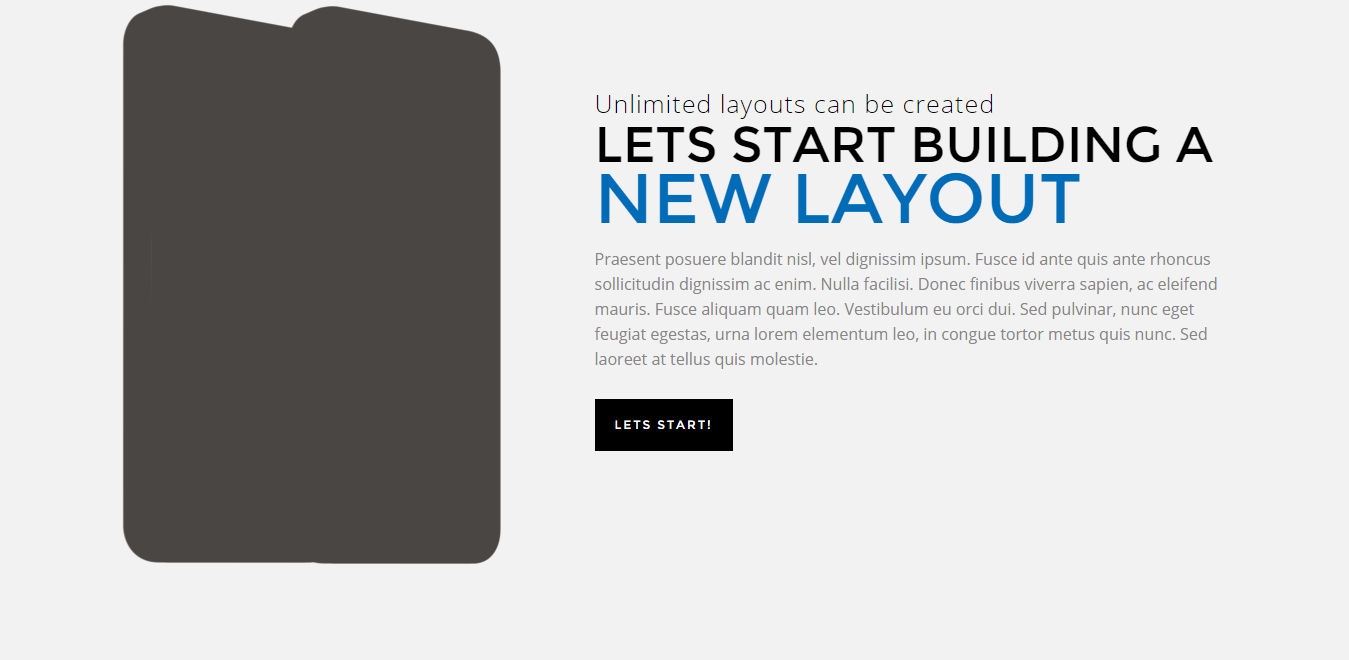 Unlimited layouts can be created
LETS START BUILDING A
NEW LAYOUT
Praesent posuere blandit nisl, vel dignissim ipsum. Fusce id ante quis ante rhoncus
sollicitudin dignissim ac enim. Nulla facilisi. Donec finibus viverra sapien, ac eleifend
mauris. Fusce aliquam quam leo. Vestibulum eu orci dui. Sed pulvinar, nunc eget
feugiat egestas, urna lorem elementum leo, in congue tortor metus quis nunc. Sed
laoreet at tellus quis molestie.
LETS START!